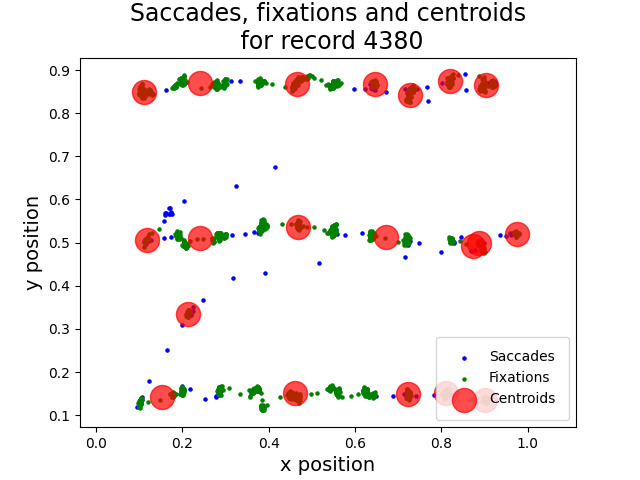 Saccades, fixations and centroids
for record 4380
y position
0.9
0.8
0.7
0.6
0.5
0.4
0.3
0.2
0.1
Saccades
Fixations
Centroids
0.0 0.2 0.4 0.6 0.8 1.0
x position